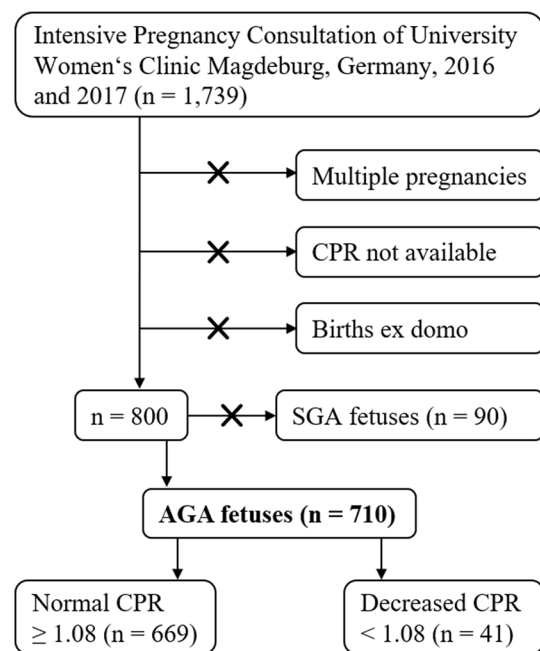 Intensive Pregnancy Consultation of University
Women‘s Clinic Magdeburg, Germany, 2016
and 2017 (n = 1,739)
Multiple pregnancies
CPR not available
Births ex domo
n = 800
SGA fetuses (n = 90)
AGA fetuses (n = 710)
Normal CPR
≥ 1.08 (n = 669)
Decreased CPR
< 1.08 (n = 41)